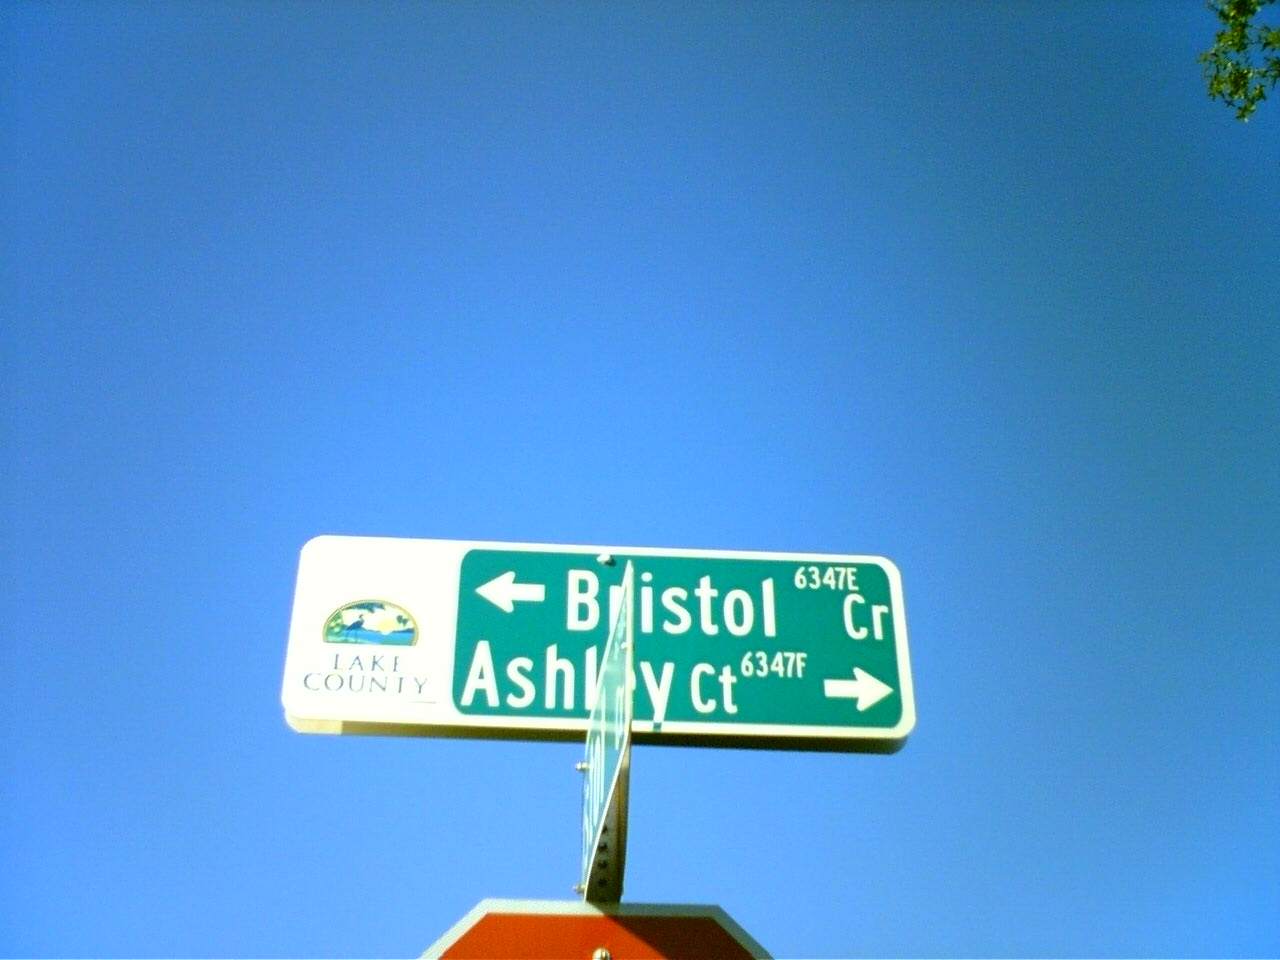 LAKE
COUNTY
Bristol 6347E Cr
Ashley Ct 6347F